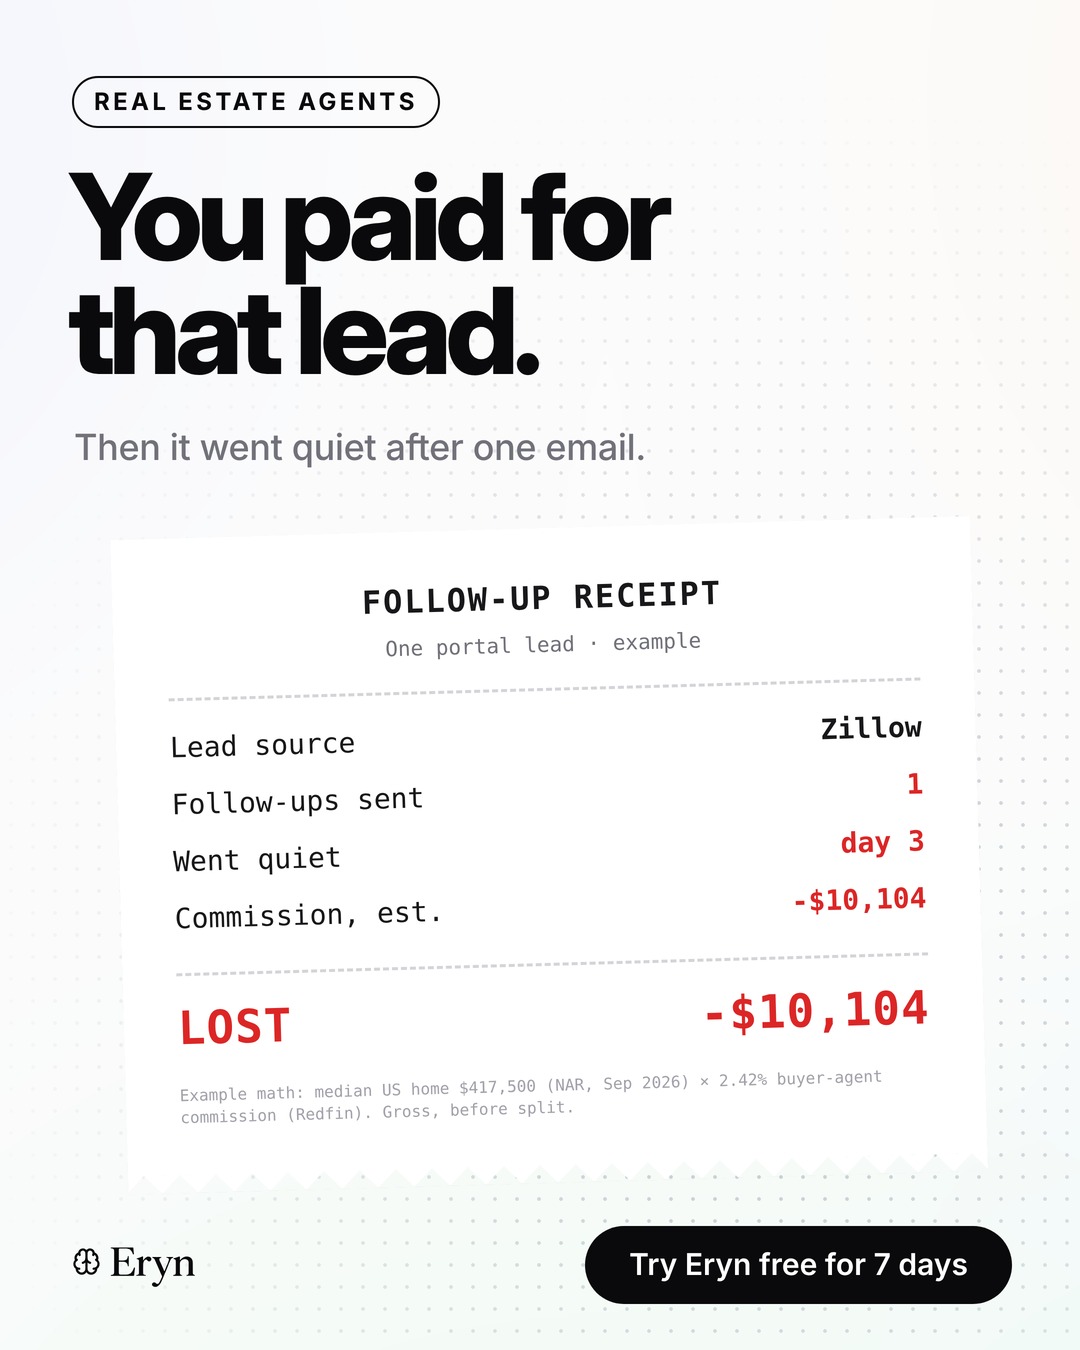 REAL ESTATE AGENTS
You paid for
that lead.
Then it went quiet after one email.
FOLLOW-UP RECEIPT
One portal lead · example
Lead source Zillow
Follow-ups sent 1
Went quiet day 3
Commission, est. -$10,104
LOST -$10,104
Example math: median US home $417,500 (NAR, Sep 2026) × 2.42% buyer-agent
commission (Redfin). Gross, before split.
Eryn
Try Eryn free for 7 days